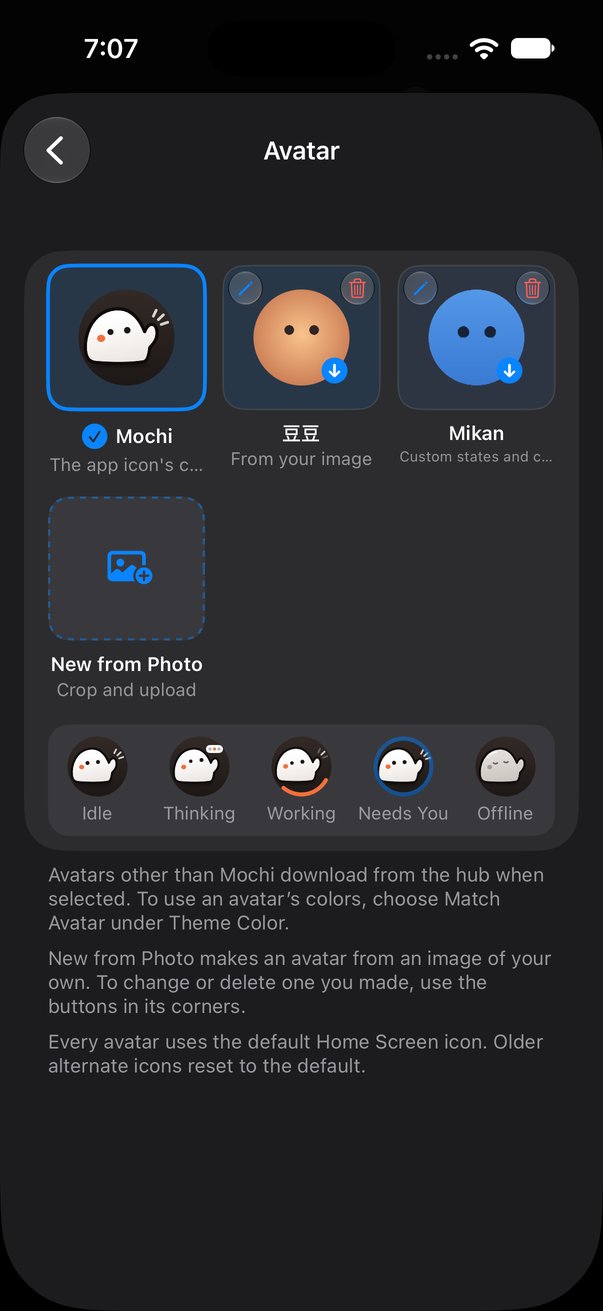 7:07
Avatar
Mochi
The app icon's c...
豆豆
From your image
Mikan
Custom states and c...
New from Photo
Crop and upload
Idle
Thinking
Working
Needs You
Offline
Avatars other than Mochi download from the hub when
selected. To use an avatar’s colors, choose Match
Avatar under Theme Color.
New from Photo makes an avatar from an image of your
own. To change or delete one you made, use the
buttons in its corners.
Every avatar uses the default Home Screen icon. Older
alternate icons reset to the default.